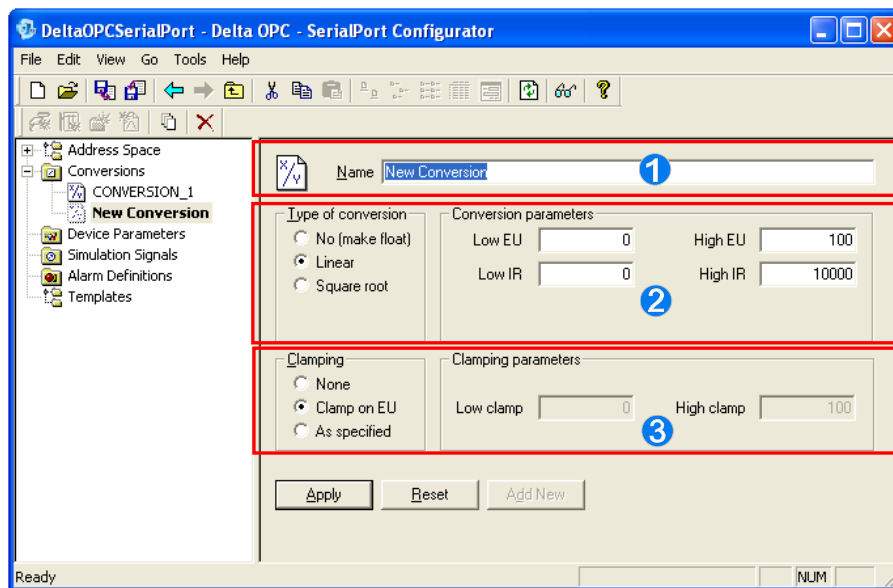 DeltaOPCSerialPort - Delta OPC - SerialPort Configurator
File Edit View Go Tools Help
Address Space
Conversions
CONVERSION_1
New Conversion
Device Parameters
Simulation Signals
Alarm Definitions
Templates
X/Y
Name New Conversion 1
Type of conversion
No (make float)
Linear
Square root
Conversion parameters
Low EU 0 High EU 100
Low IR 0 High IR 10000
2
Clamping
None
Clamp on EU
As specified
Clamping parameters
Low clamp 0 High clamp 100
3
Apply Reset Add New
Ready NUM